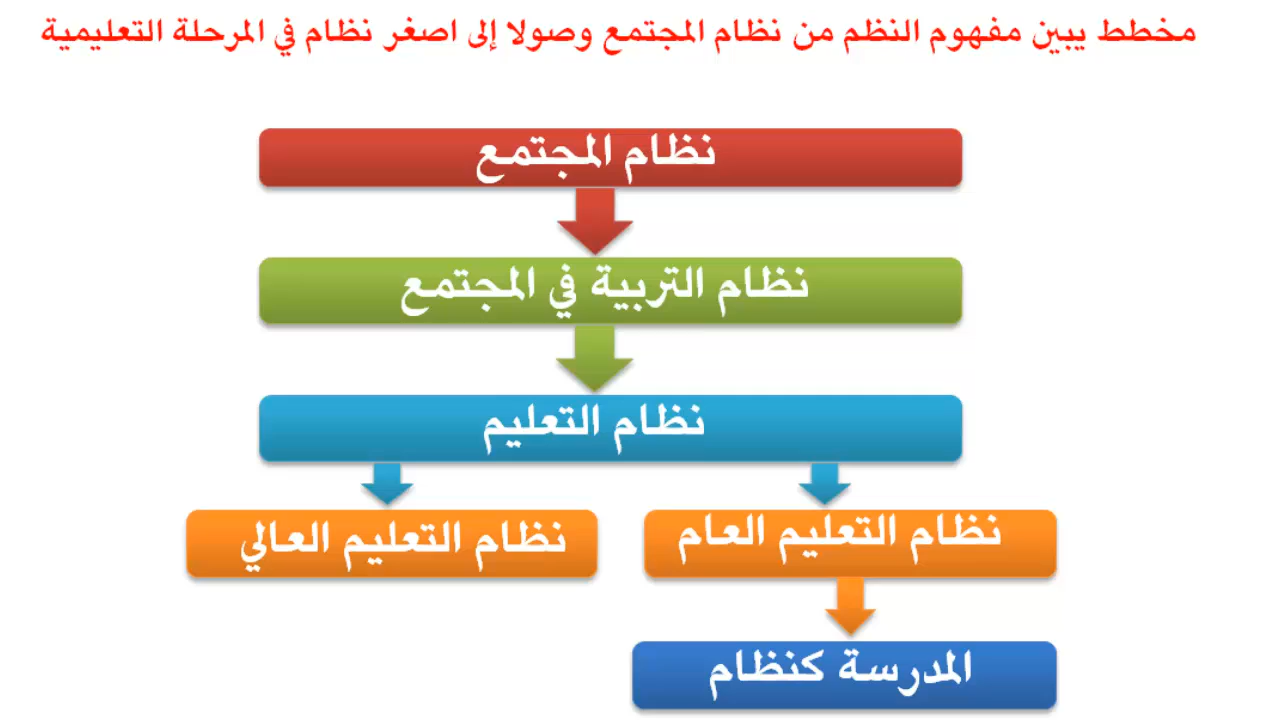 مخطط يبين مفهوم النظم من نظام المجتمع وصولا إلى اصغر نظام في المرحلة التعليمية
نظام المجتمع
نظام التربية في المجتمع
نظام التعليم
نظام التعليم العام
نظام التعليم العالي
المدرسة كنظام